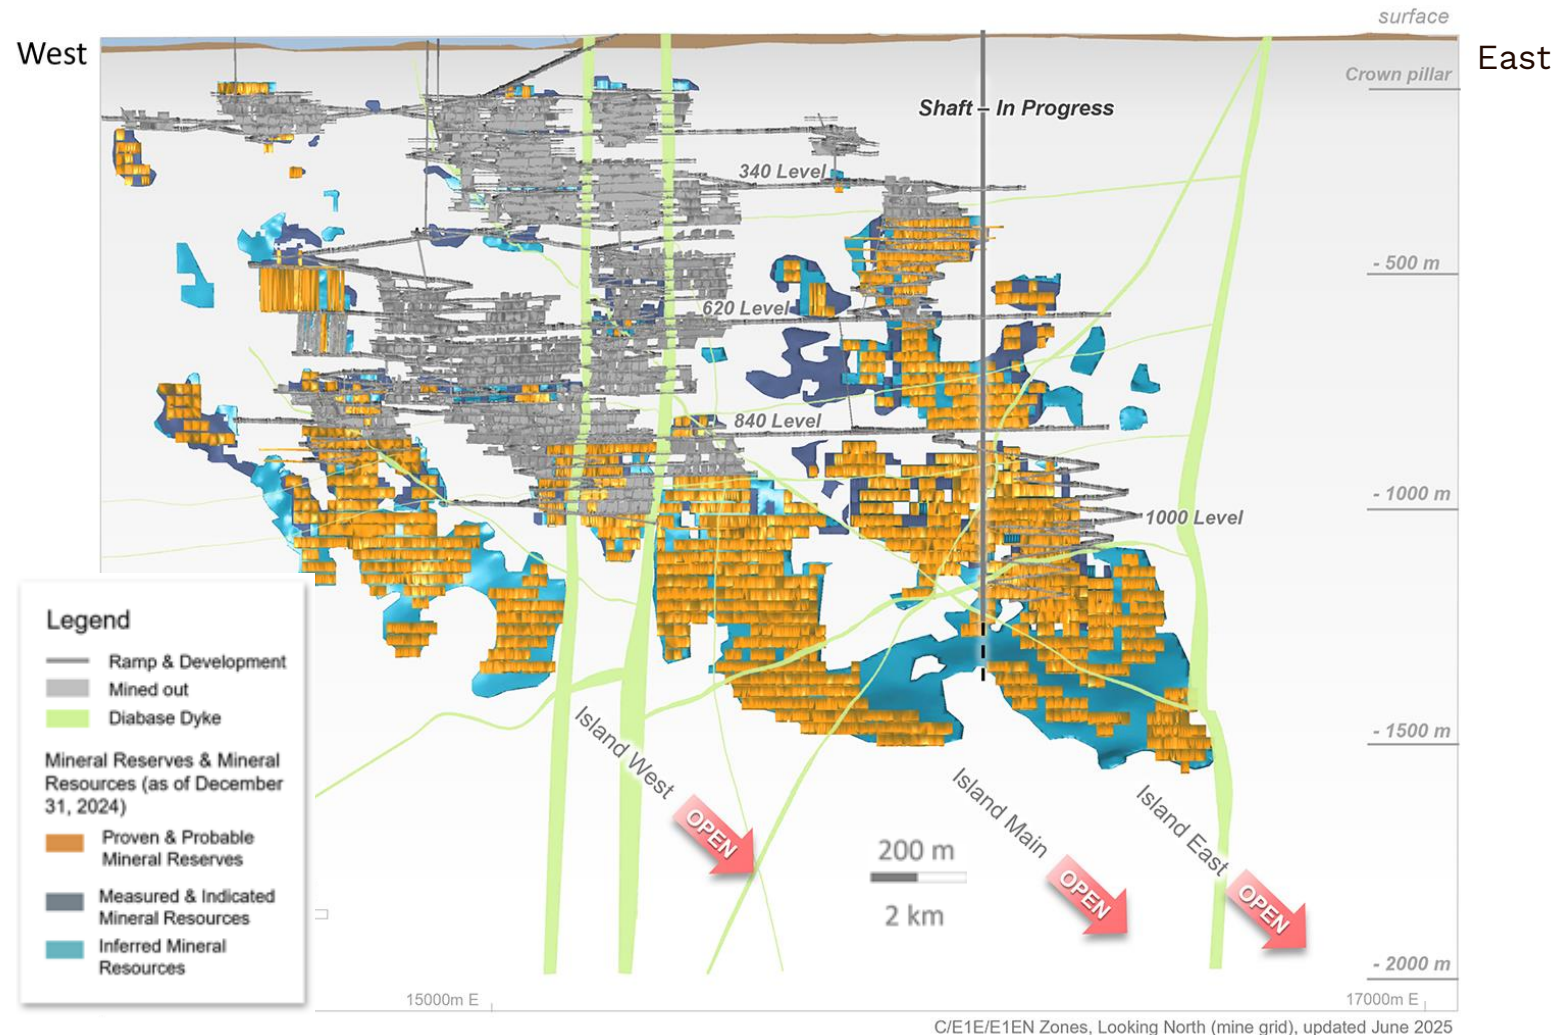 surface
West
East
Crown pillar
Shaft – In Progress
340 Level
- 500 m
620 Level
840 Level
- 1000 m
1000 Level
Legend
Ramp & Development
Mined out
Diabase Dyke
Mineral Reserves & Mineral
Resources (as of December
31, 2024)
Proven & Probable
Mineral Reserves
Measured & Indicated
Mineral Resources
Inferred Mineral
Resources
- 1500 m
Island West
OPEN
Island Main
OPEN
Island East
OPEN
200 m
2 km
- 2000 m
15000m E
17000m E
C/E1E/E1EN Zones, Looking North (mine grid), updated June 2025